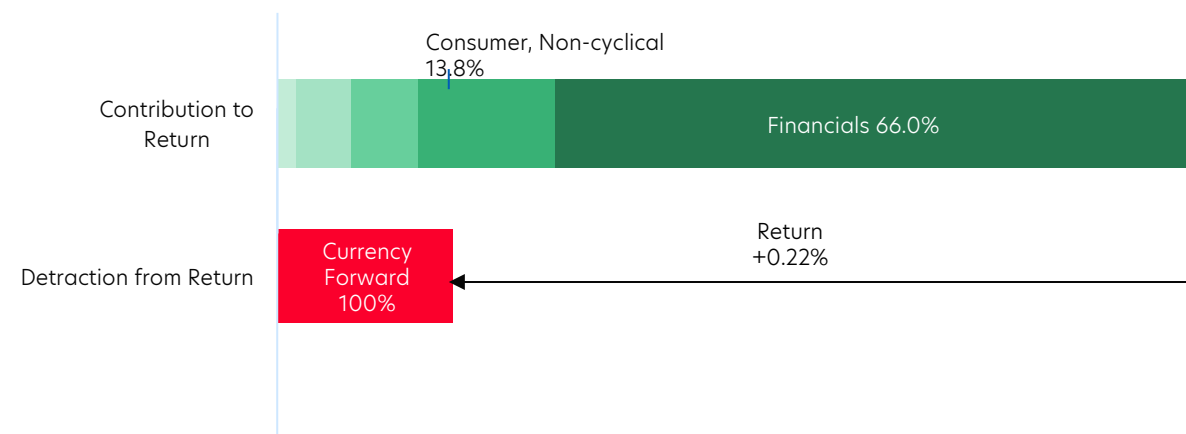 Consumer, Non-cyclical
13.8%
Contribution to
Return
Financials 66.0%
Return
+0.22%
Currency
Forward
100%
Detraction from Return